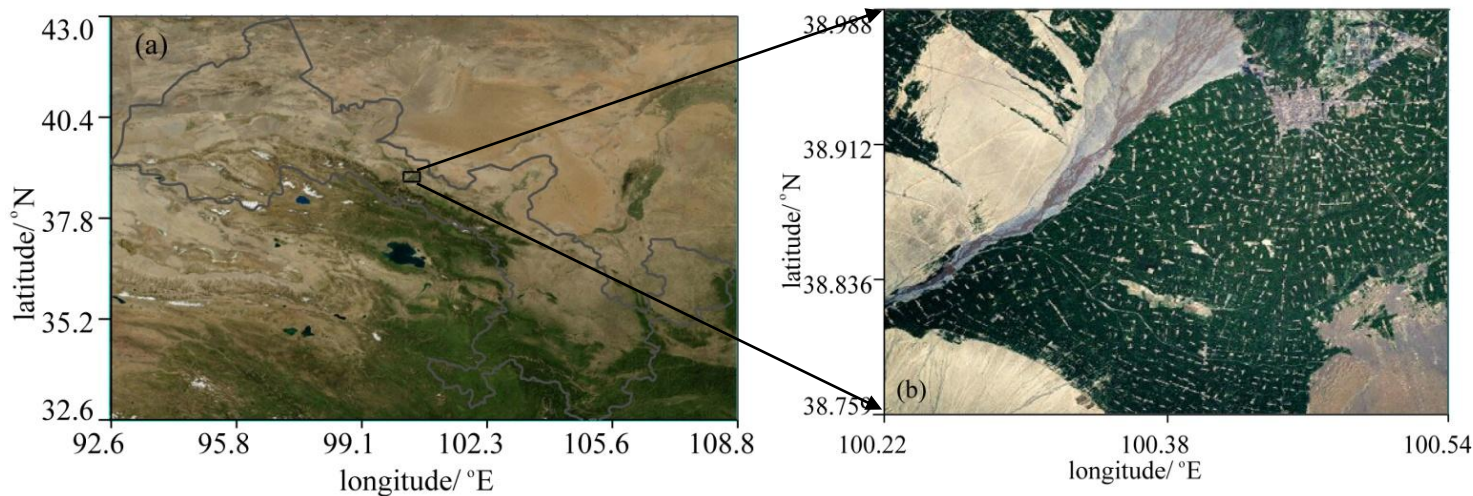 (a)
43.0
40.4
37.8
35.2
32.6
latitude/ °N
92.6 95.8 99.1 102.3 105.6 108.8
longitude/ °E
38.988
38.912
38.836
latitude/ °N
(b)
100.22 100.38 100.54
longitude/ °E